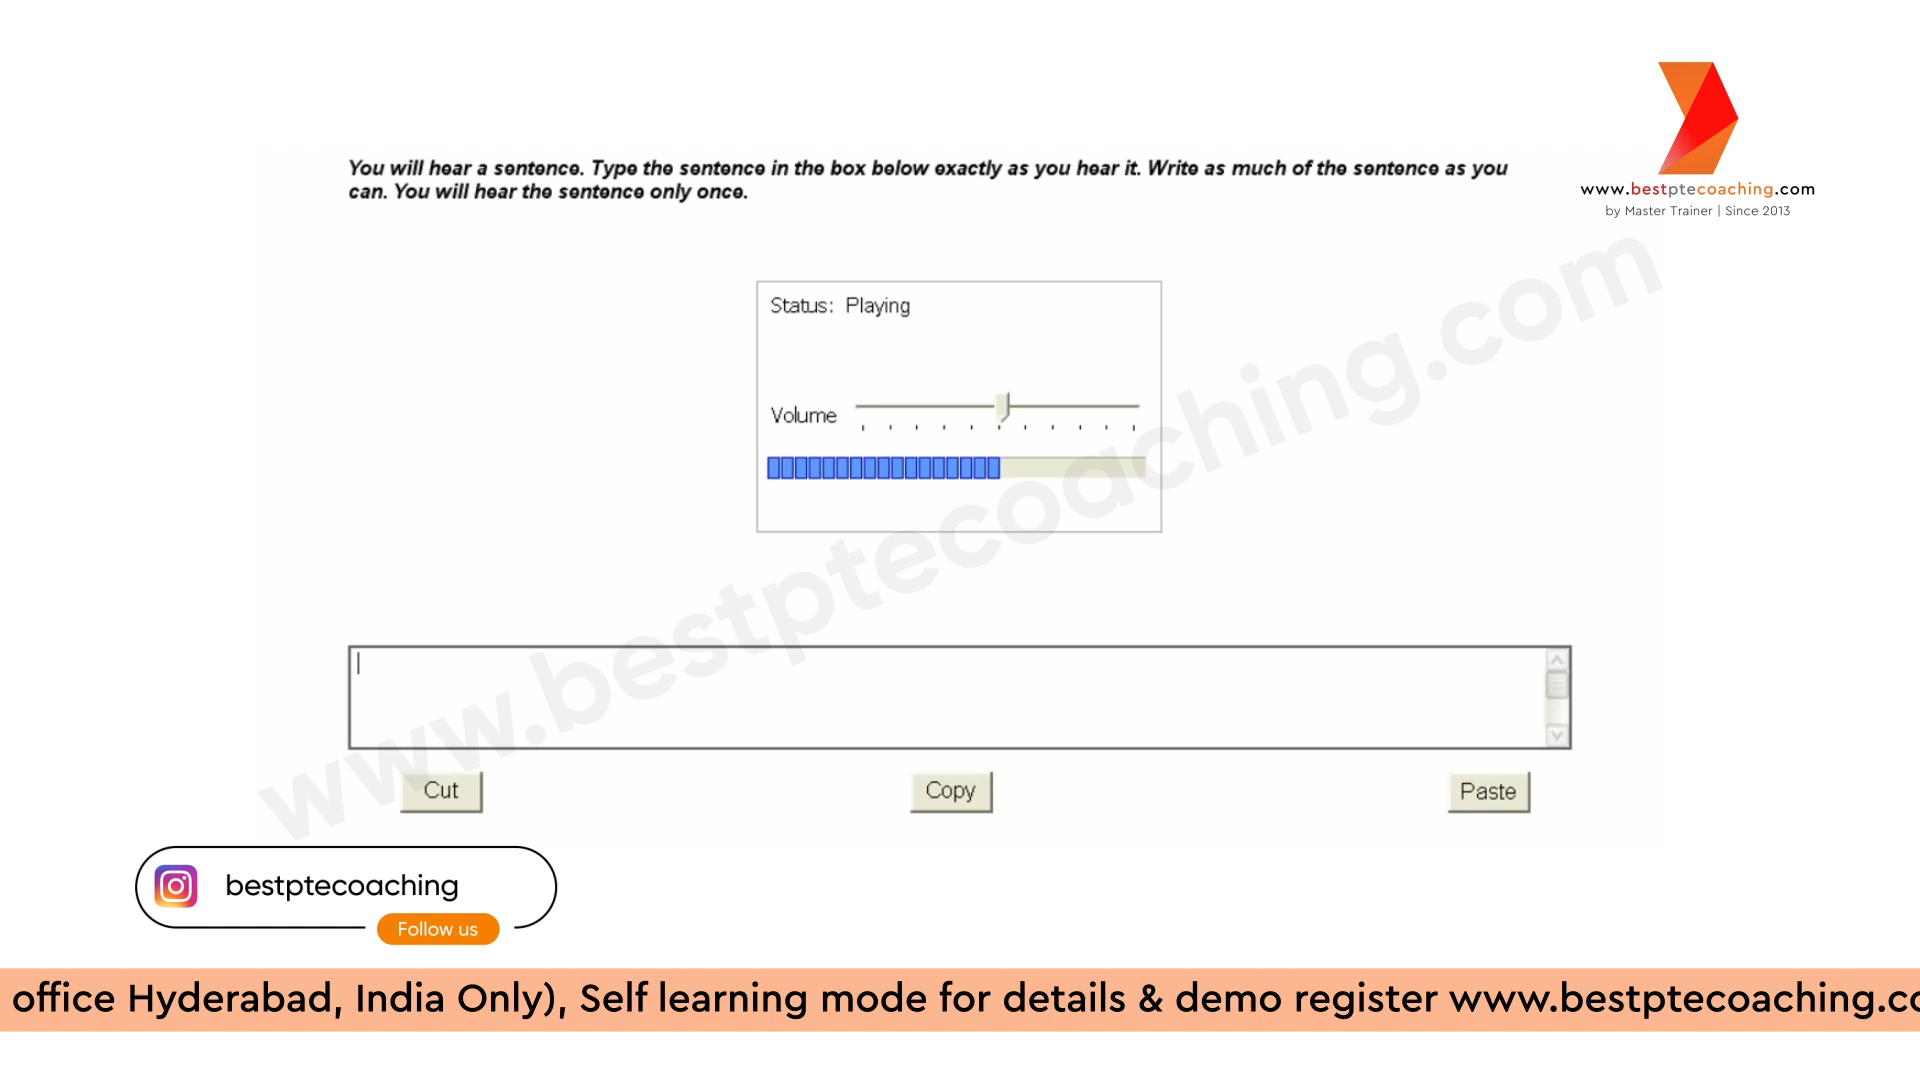 You will hear a sentence. Type the sentence in the box below exactly as you hear it. Write as much of the sentence as you
can. You will hear the sentence only once.
www.bestptecoaching.com
by Master Trainer | Since 2013
Status: Playing
Volume
www.bestptecoaching.com
Cut
Copy
Paste
bestptecoaching
Follow us
office Hyderabad, India Only), Self learning mode for details & demo register www.bestptecoaching.co